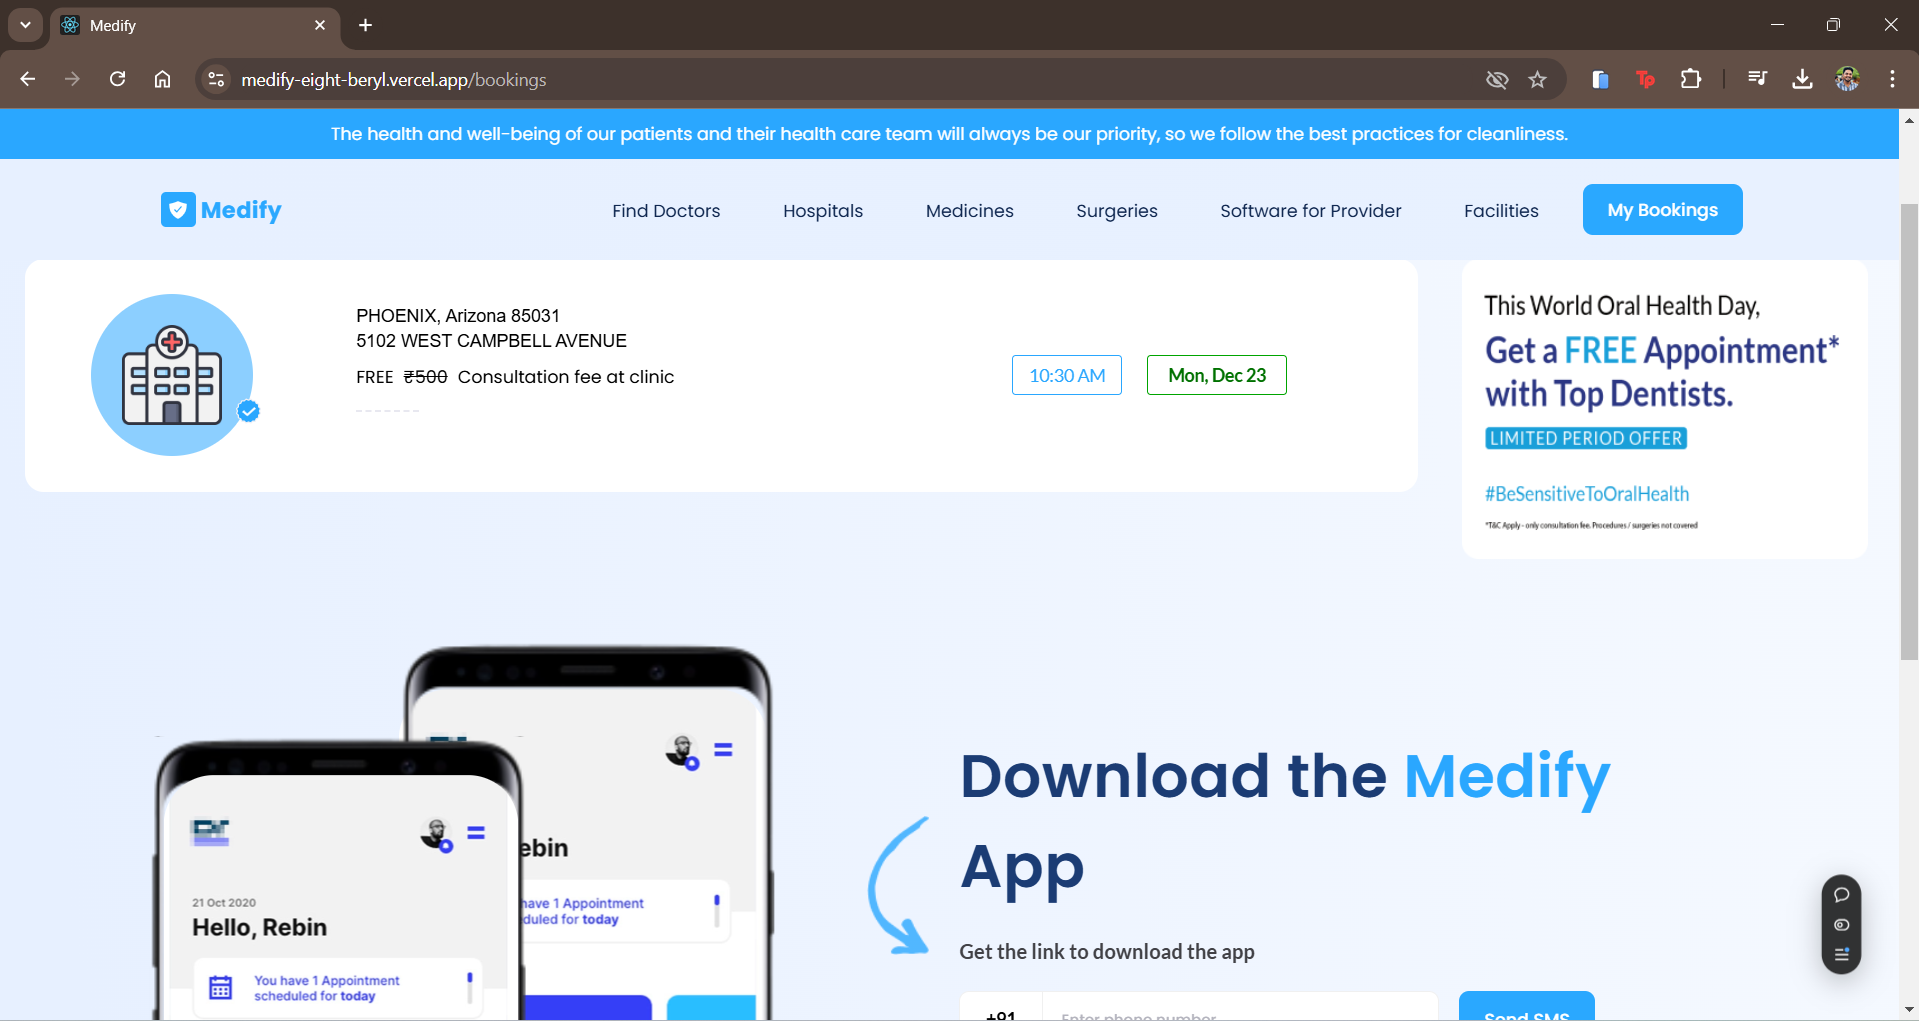 Medify
medify-eight-beryl.vercel.app/bookings
The health and well-being of our patients and their health care team will always be our priority, so we follow the best practices for cleanliness.
Medify
Find Doctors
Hospitals
Medicines
Surgeries
Software for Provider
Facilities
My Bookings
PHOENIX, Arizona 85031
5102 WEST CAMPBELL AVENUE
FREE ₹500 Consultation fee at clinic
10:30 AM
Mon, Dec 23
This World Oral Health Day,
Get a FREE Appointment*
with Top Dentists.
LIMITED PERIOD OFFER
#BeSensitiveToOralHealth
*T&C Apply - only consultation fee. Procedures / surgeries not covered
ebin
have 1 Appointment
duled for today
21 Oct 2020
Hello, Rebin
You have 1 Appointment
scheduled for today
Download the Medify
App
Get the link to download the app
+91
Enter phone number
Send SMS